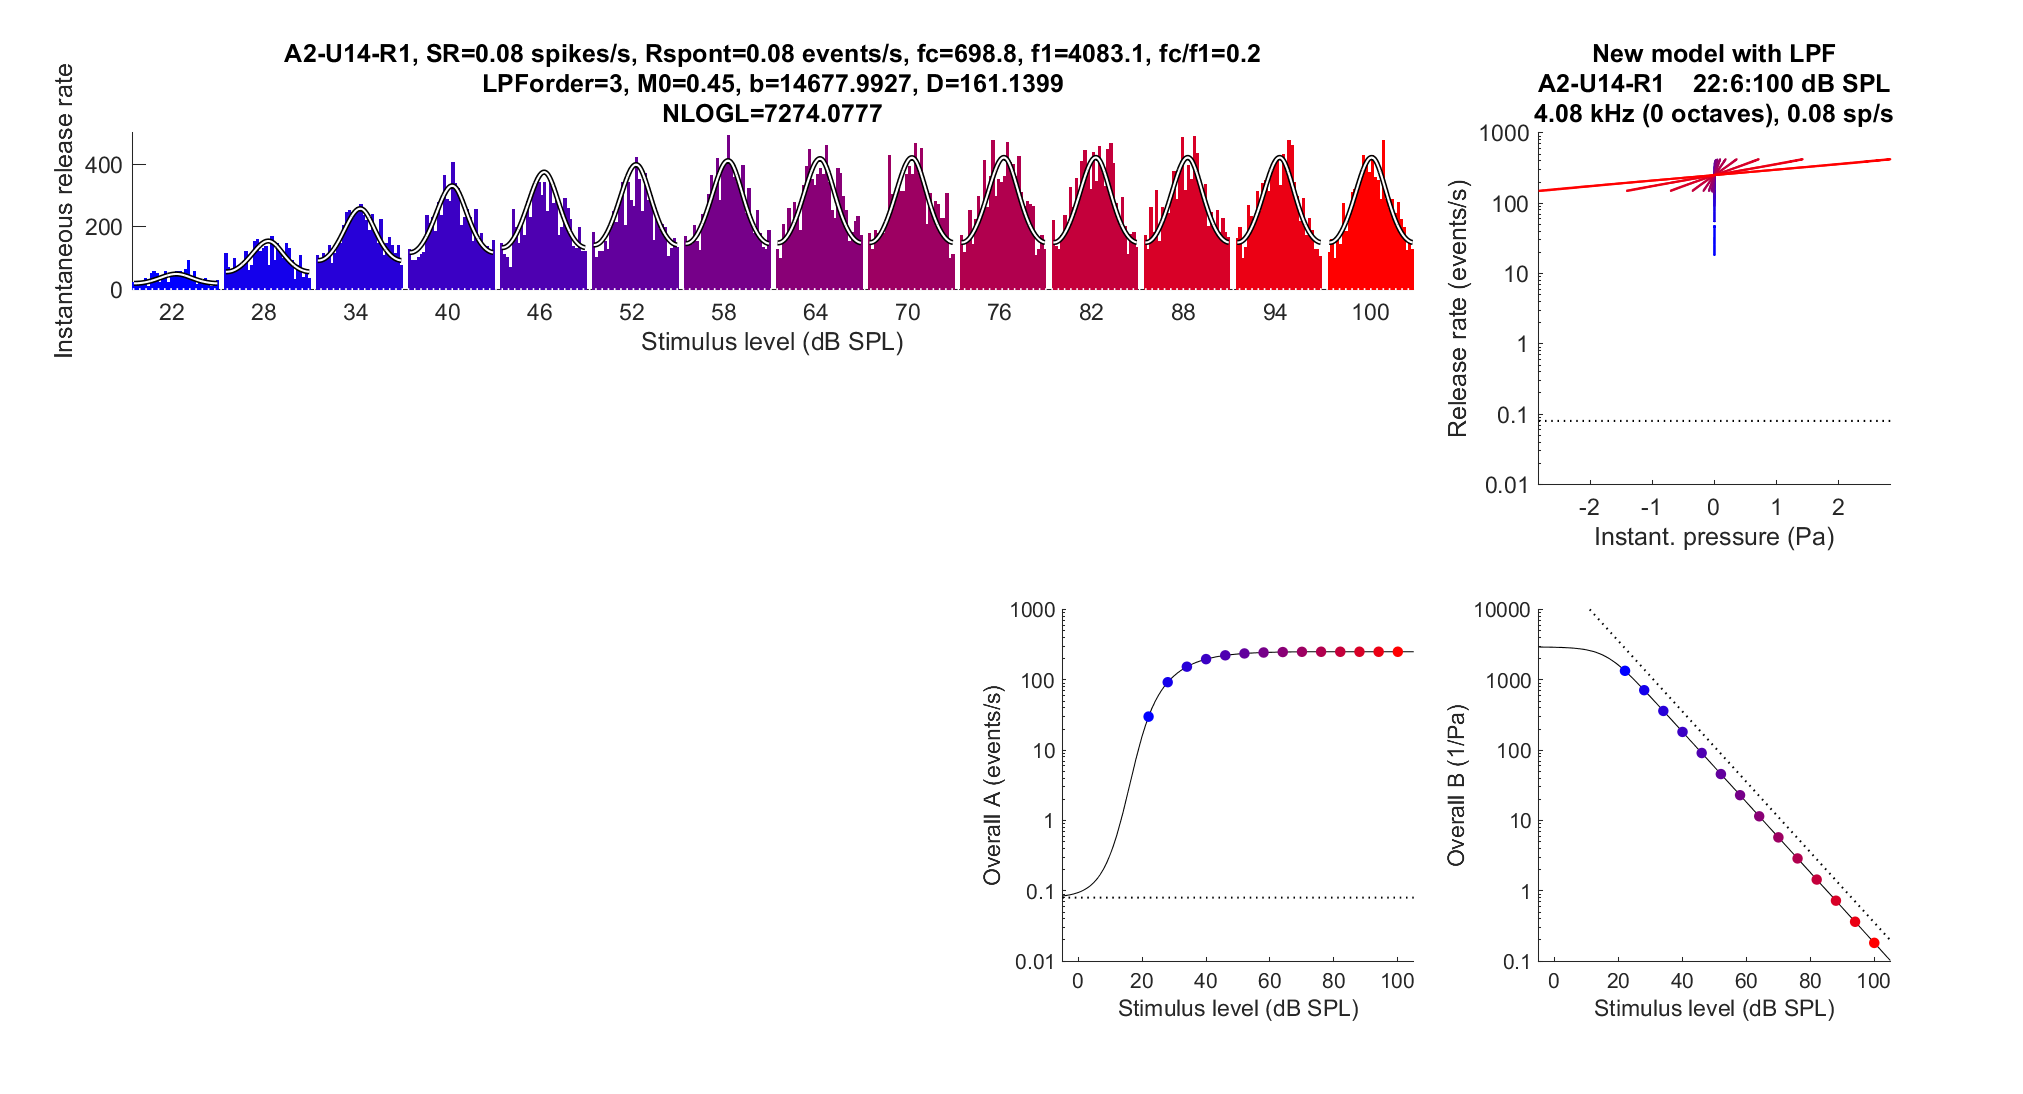 A2-U14-R1, SR=0.08 spikes/s, Rspont=0.08 events/s, fc=698.8, f1=4083.1, fc/f1=0.2
LPForder=3, M0=0.45, b=14677.9927, D=161.1399
NLOGL=7274.0777
Instantaneous release rate
400
200
0
22 28 34 40 46 52 58 64 70 76 82 88 94 100
Stimulus level (dB SPL)
New model with LPF
A2-U14-R1 22:6:100 dB SPL
4.08 kHz (0 octaves), 0.08 sp/s
Release rate (events/s)
1000
100
10
1
0.1
0.01
-2 -1 0 1 2
Instant. pressure (Pa)
Overall A (events/s)
1000
100
10
1
0.1
0.01
0 20 40 60 80 100
Stimulus level (dB SPL)
Overall B (1/Pa)
10000
1000
100
10
1
0.1
0 20 40 60 80 100
Stimulus level (dB SPL)